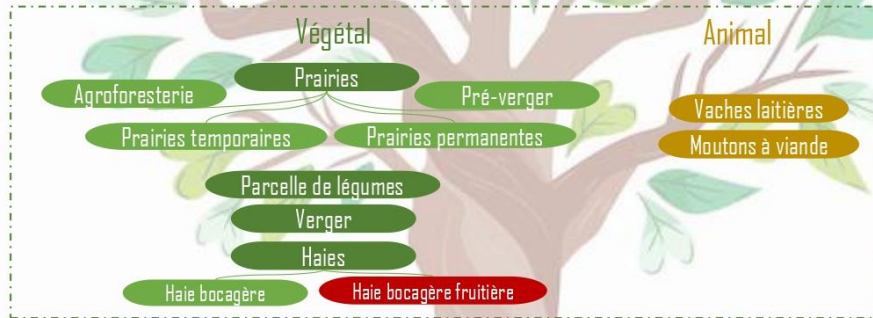 Végétal
Animal
Prairies
Agroforesterie
Pré-verger
Vaches laitières
Prairies temporaires
Prairies permanentes
Moutons à viande
Parcelle de légumes
Verger
Haies
Haie bocagère
Haie bocagère fruitière